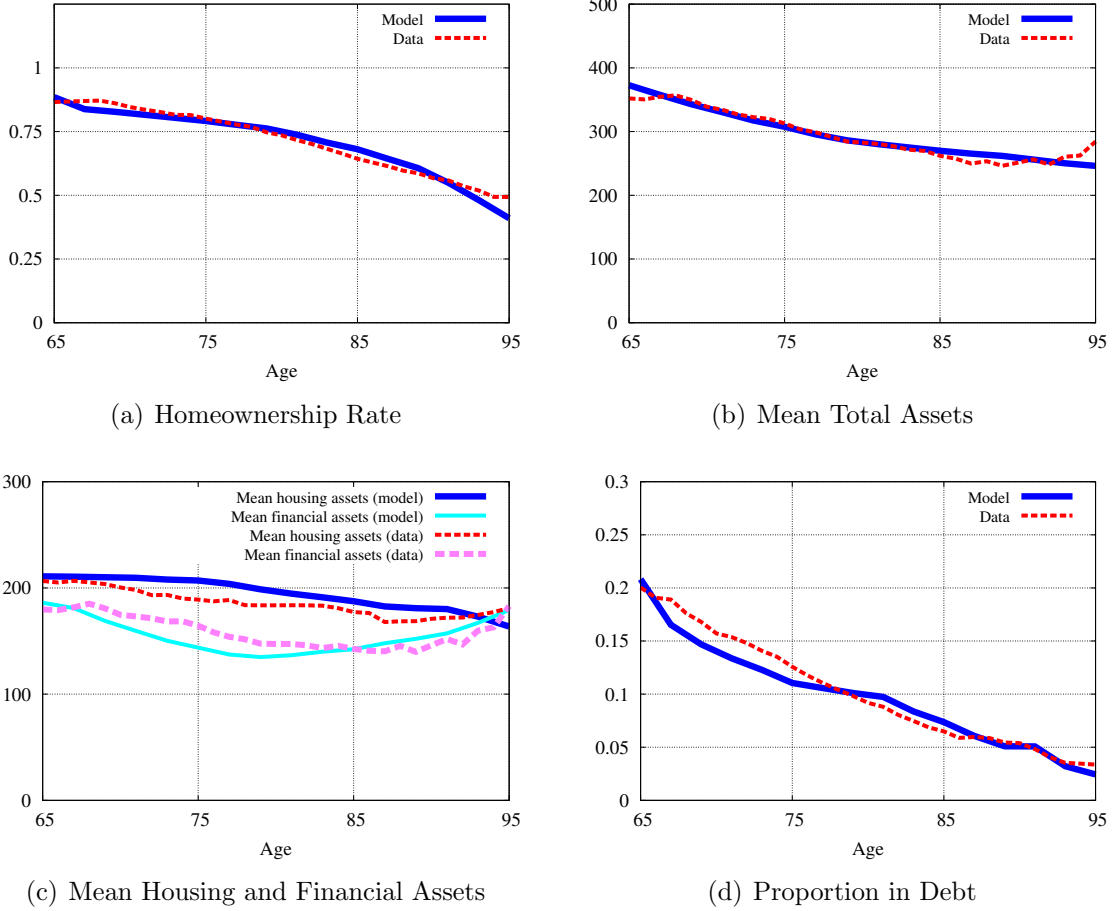 Model
Data
1
0.75
0.5
0.25
0
65
75
85
95
Age
(a) Homeownership Rate
500
Model
Data
400
300
200
100
0
65
75
85
95
Age
(b) Mean Total Assets
300
Mean housing assets (model)
Mean financial assets (model)
Mean housing assets (data)
Mean financial assets (data)
200
100
0
65
75
85
95
Age
(c) Mean Housing and Financial Assets
0.3
Model
Data
0.25
0.2
0.15
0.1
0.05
0
65
75
85
95
Age
(d) Proportion in Debt